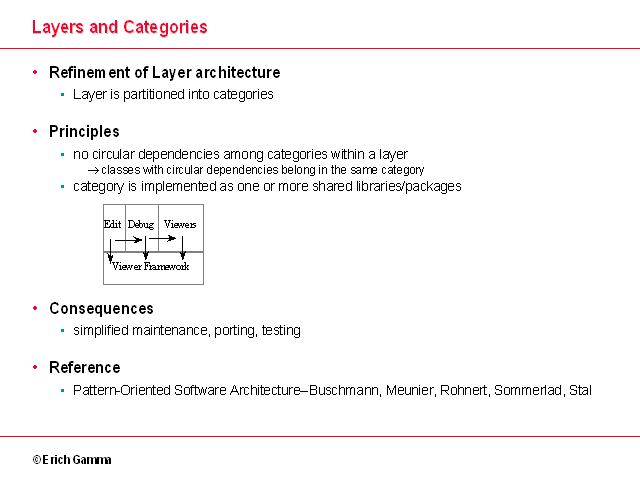 Layers and Categories
• Refinement of Layer architecture
• Layer is partitioned into categories
• Principles
• no circular dependencies among categories within a layer
→ classes with circular dependencies belong in the same category
• category is implemented as one or more shared libraries/packages
Edit Debug Viewers
Viewer Framework
• Consequences
• simplified maintenance, porting, testing
• Reference
• Pattern-Oriented Software Architecture–Buschmann, Meunier, Rohnert, Sommerlad, Stal
© Erich Gamma